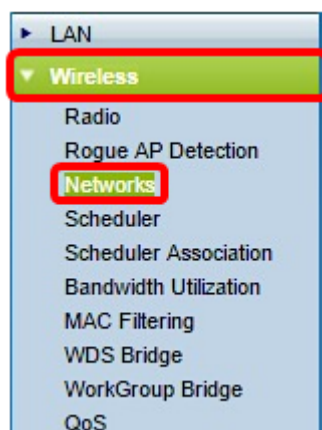 LAN
Wireless
Radio
Rogue AP Detection
Networks
Scheduler
Scheduler Association
Bandwidth Utilization
MAC Filtering
WDS Bridge
WorkGroup Bridge
QoS